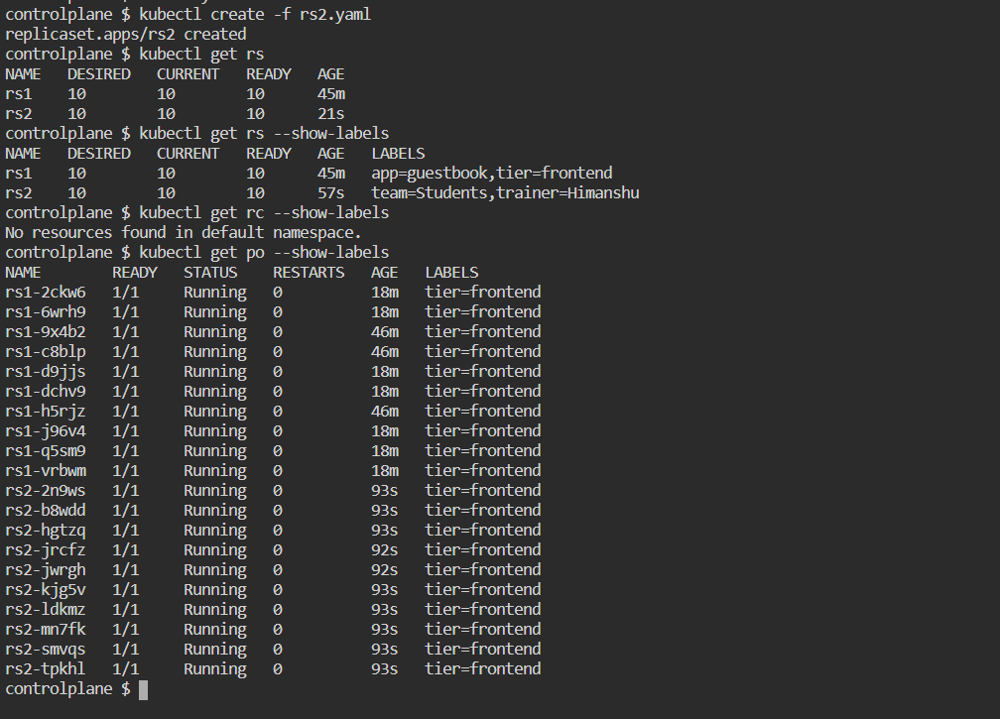 controlplane $ kubectl create -f rs2.yaml
replicaset.apps/rs2 created
controlplane $ kubectl get rs
NAME   DESIRED   CURRENT   READY   AGE
rs1    10        10        10      45m
rs2    10        10        10      21s
controlplane $ kubectl get rs --show-labels
NAME   DESIRED   CURRENT   READY   AGE   LABELS
rs1    10        10        10      45m   app=guestbook,tier=frontend
rs2    10        10        10      57s   team=Students,trainer=Himanshu
controlplane $ kubectl get rc --show-labels
No resources found in default namespace.
controlplane $ kubectl get po --show-labels
NAME        READY   STATUS    RESTARTS   AGE   LABELS
rs1-2ckw6   1/1     Running   0          18m   tier=frontend
rs1-6wrh9   1/1     Running   0          18m   tier=frontend
rs1-9x4b2   1/1     Running   0          46m   tier=frontend
rs1-c8blp   1/1     Running   0          46m   tier=frontend
rs1-d9jjs   1/1     Running   0          18m   tier=frontend
rs1-dchv9   1/1     Running   0          18m   tier=frontend
rs1-h5rjz   1/1     Running   0          46m   tier=frontend
rs1-j96v4   1/1     Running   0          18m   tier=frontend
rs1-q5sm9   1/1     Running   0          18m   tier=frontend
rs1-vrbwm   1/1     Running   0          18m   tier=frontend
rs2-2n9ws   1/1     Running   0          93s   tier=frontend
rs2-b8wdd   1/1     Running   0          93s   tier=frontend
rs2-hgtzq   1/1     Running   0          93s   tier=frontend
rs2-jrcfz   1/1     Running   0          92s   tier=frontend
rs2-jwrgh   1/1     Running   0          92s   tier=frontend
rs2-kjg5v   1/1     Running   0          93s   tier=frontend
rs2-ldkmz   1/1     Running   0          93s   tier=frontend
rs2-mn7fk   1/1     Running   0          93s   tier=frontend
rs2-smvqs   1/1     Running   0          93s   tier=frontend
rs2-tpkhl   1/1     Running   0          93s   tier=frontend
controlplane $